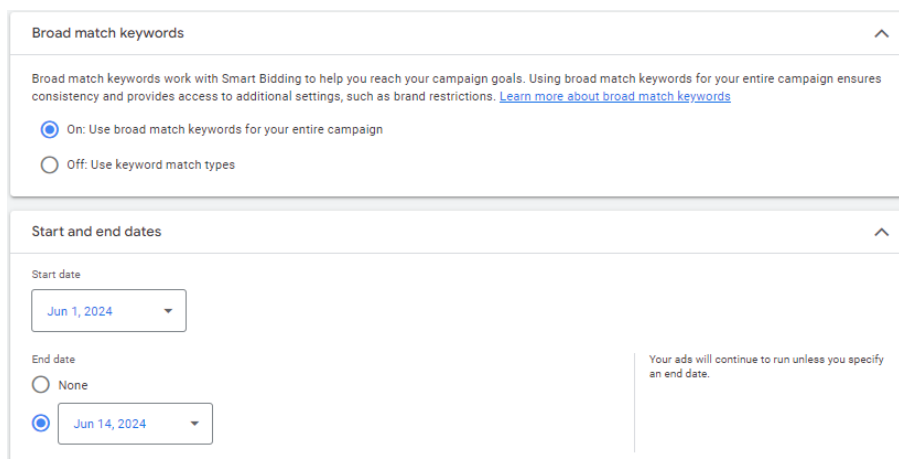 Broad match keywords
Broad match keywords work with Smart Bidding to help you reach your campaign goals. Using broad match keywords for your entire campaign ensures
consistency and provides access to additional settings, such as brand restrictions. Learn more about broad match keywords
On: Use broad match keywords for your entire campaign
Off: Use keyword match types
Start and end dates
Start date
Jun 1, 2024
End date
None
Jun 14, 2024
Your ads will continue to run unless you specify
an end date.